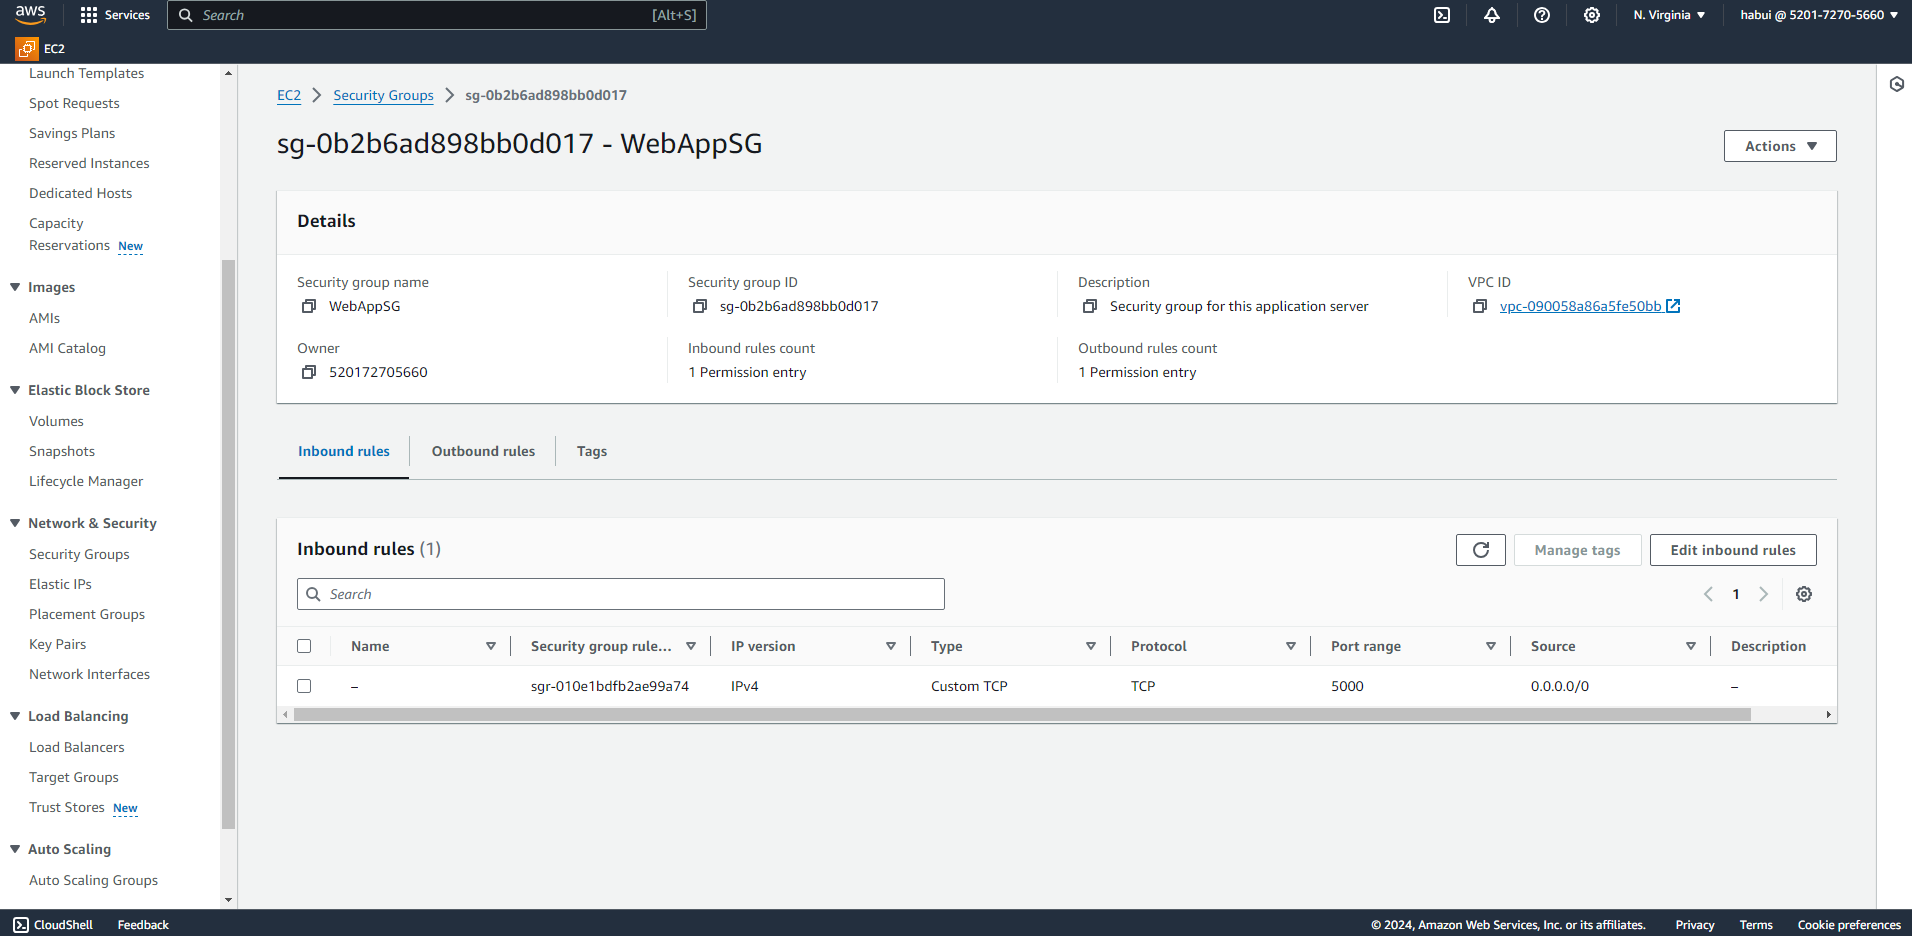 aws
Services
Search
[Alt+S]
N. Virginia
habui @ 5201-7270-5660
EC2
Launch Templates
Spot Requests
Savings Plans
Reserved Instances
Dedicated Hosts
Capacity
Reservations New
Images
AMIs
AMI Catalog
Elastic Block Store
Volumes
Snapshots
Lifecycle Manager
Network & Security
Security Groups
Elastic IPs
Placement Groups
Key Pairs
Network Interfaces
Load Balancing
Load Balancers
Target Groups
Trust Stores New
Auto Scaling
Auto Scaling Groups
EC2 > Security Groups > sg-0b2b6ad898bb0d017
sg-0b2b6ad898bb0d017 - WebAppSG
Actions
Details
Security group name
WebAppSG
Security group ID
sg-0b2b6ad898bb0d017
Description
Security group for this application server
VPC ID
vpc-090058a86a5fe50bb
Owner
520172705660
Inbound rules count
1 Permission entry
Outbound rules count
1 Permission entry
Inbound rules
Outbound rules
Tags
Inbound rules (1)
Manage tags
Edit inbound rules
Search
1
Name
Security group rule...
IP version
Type
Protocol
Port range
Source
Description
–
sgr-010e1bdfb2ae99a74
IPv4
Custom TCP
TCP
5000
0.0.0.0/0
–
CloudShell
Feedback
© 2024, Amazon Web Services, Inc. or its affiliates.
Privacy
Terms
Cookie preferences